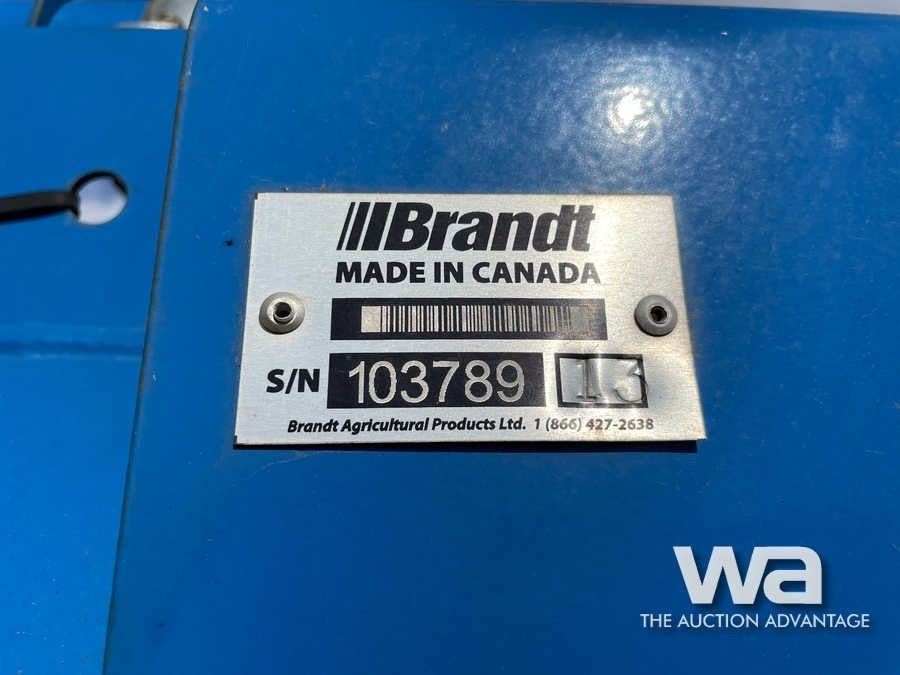 Brandt
MADE IN CANADA
S/N 103789 13
Brandt Agricultural Products Ltd. 1 (866) 427-2638
wa
THE AUCTION ADVANTAGE